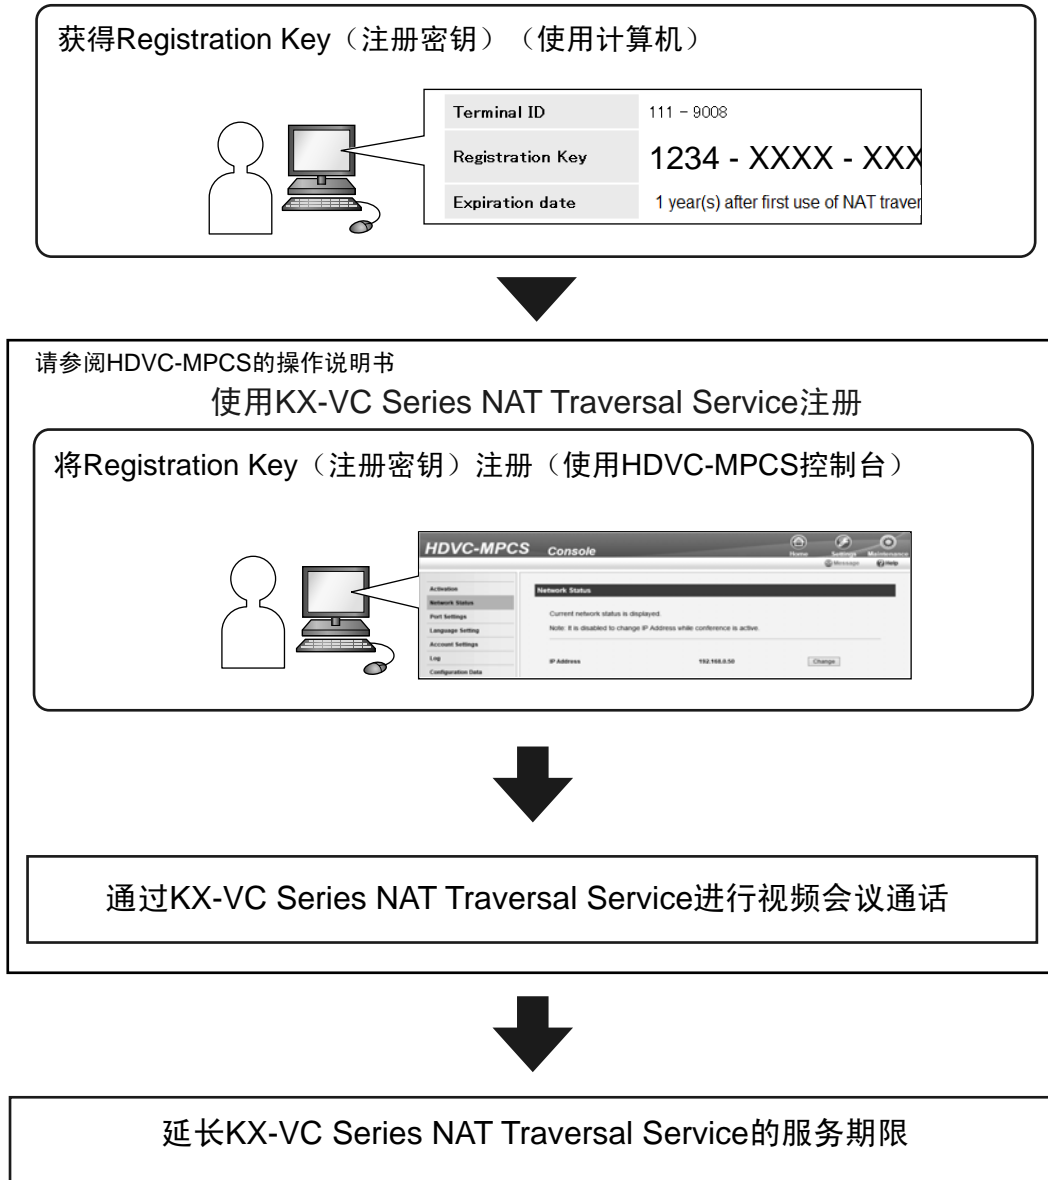 获得Registration Key（注册密钥）（使用计算机）
Terminal ID 111 - 9008
Registration Key 1234 - XXXX - XXX
Expiration date 1 year(s) after first use of NAT traver
请参阅HDVC-MPCS的操作说明书
使用KX-VC Series NAT Traversal Service注册
将Registration Key（注册密钥）注册（使用HDVC-MPCS控制台）
HDVC-MPCS Console
Home Settings Maintenance
Message Help
Activation
Network Status
Port Settings
Language Setting
Account Settings
Log
Configuration Data
Network Status
Current network status is displayed.
Note: It is disabled to change IP Address while conference is active.
IP Address 192.168.0.50 Change
通过KX-VC Series NAT Traversal Service进行视频会议通话
延长KX-VC Series NAT Traversal Service的服务期限